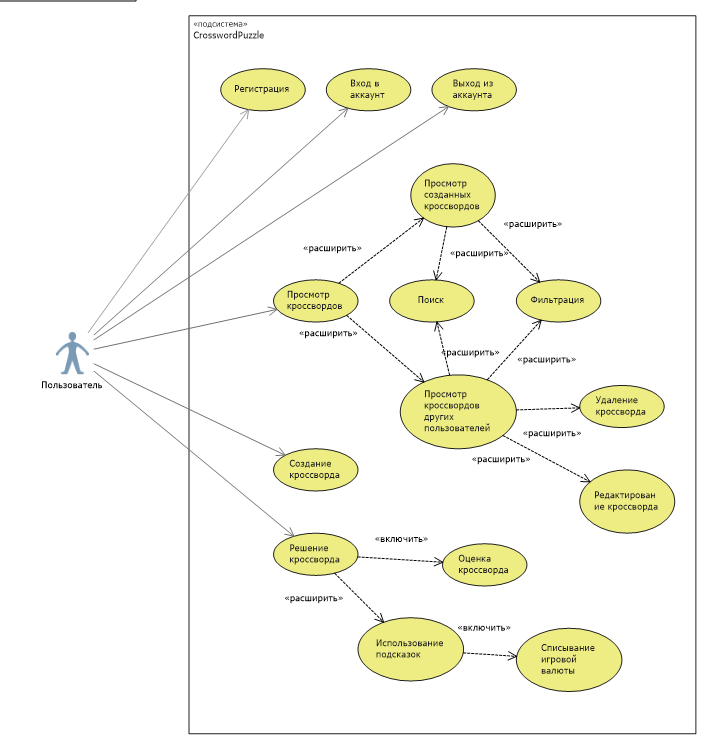 «подсистема»
CrosswordPuzzle
Регистрация
Вход в
аккаунт
Выход из
аккаунта
Просмотр
созданных
кроссвордов
«расширить»
«расширить»
«расширить»
Просмотр
кроссвордов
Поиск
Фильтрация
«расширить»
«расширить»
«расширить»
Пользователь
Просмотр
кроссвордов
других
пользователей
Удаление
кроссворда
«расширить»
«расширить»
Создание
кроссворда
Редактирован
ие кроссворда
Решение
кроссворда
«включить»
Оценка
кроссворда
«расширить»
Использование
подсказок
«включить»
Списывание
игровой
валюты